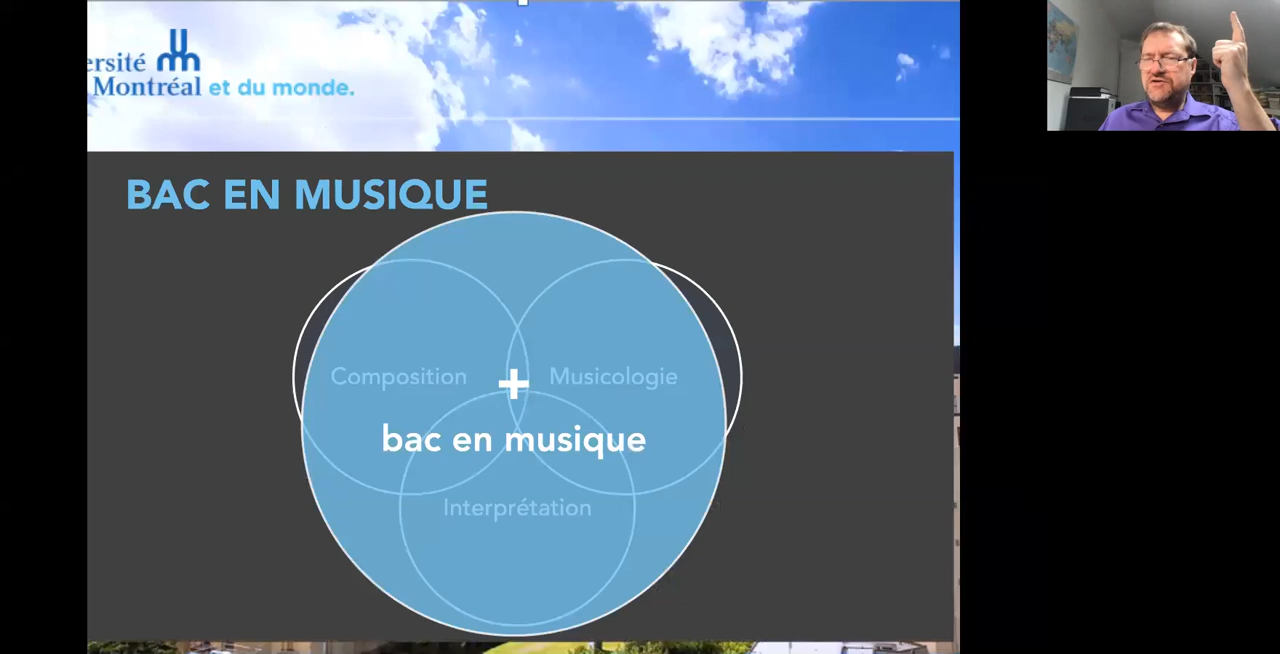 ersité
Montréal et du monde.
BAC EN MUSIQUE
Composition
+
Musicologie
bac en musique
Interprétation